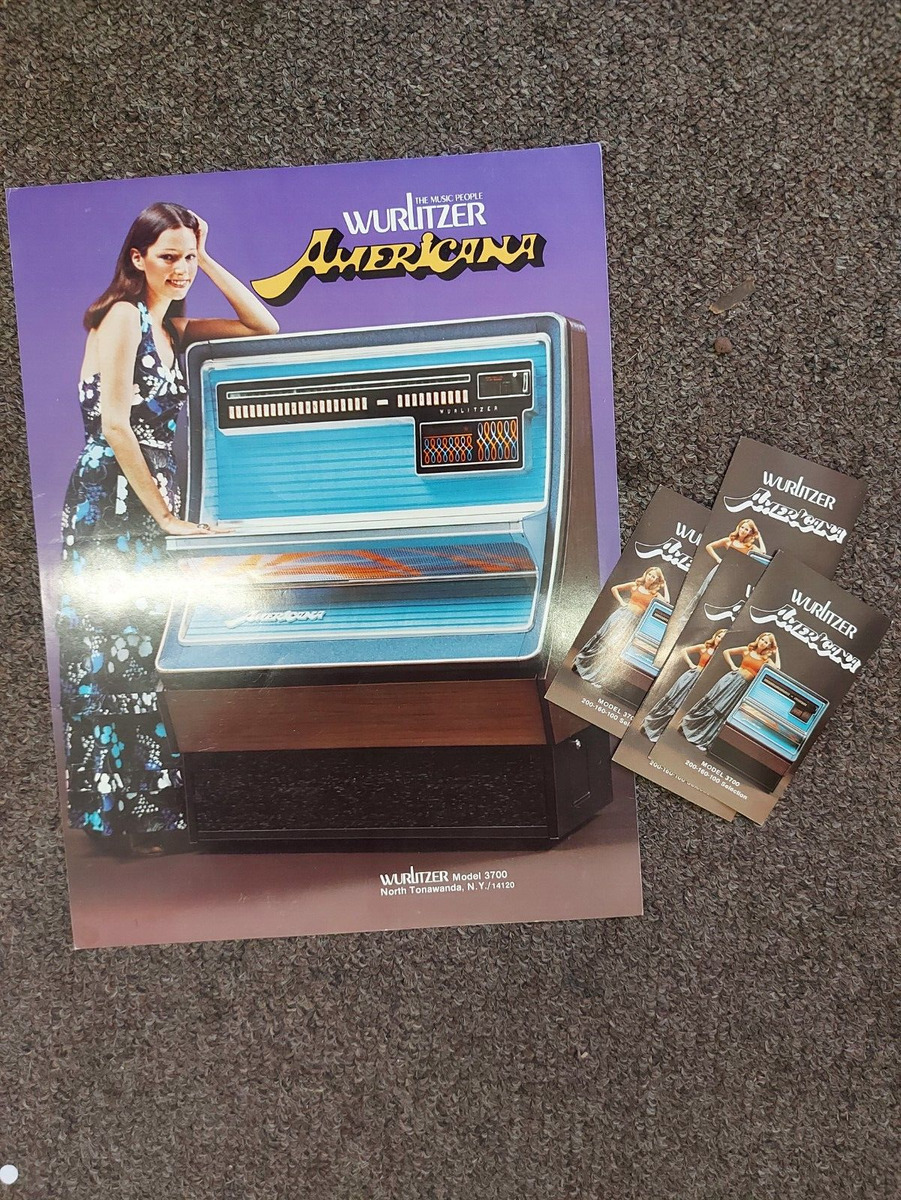 THE MUSIC PEOPLE
WURLITZER
AMERICANA
WURLITZER
AMERICANA
WURLITZER Model 3700
North Tonawanda, N.Y./14120
WURLITZER
AMERICANA
WURLITZER
AMERICANA
MODEL 3700
200-160-100 Selection
200-160-100